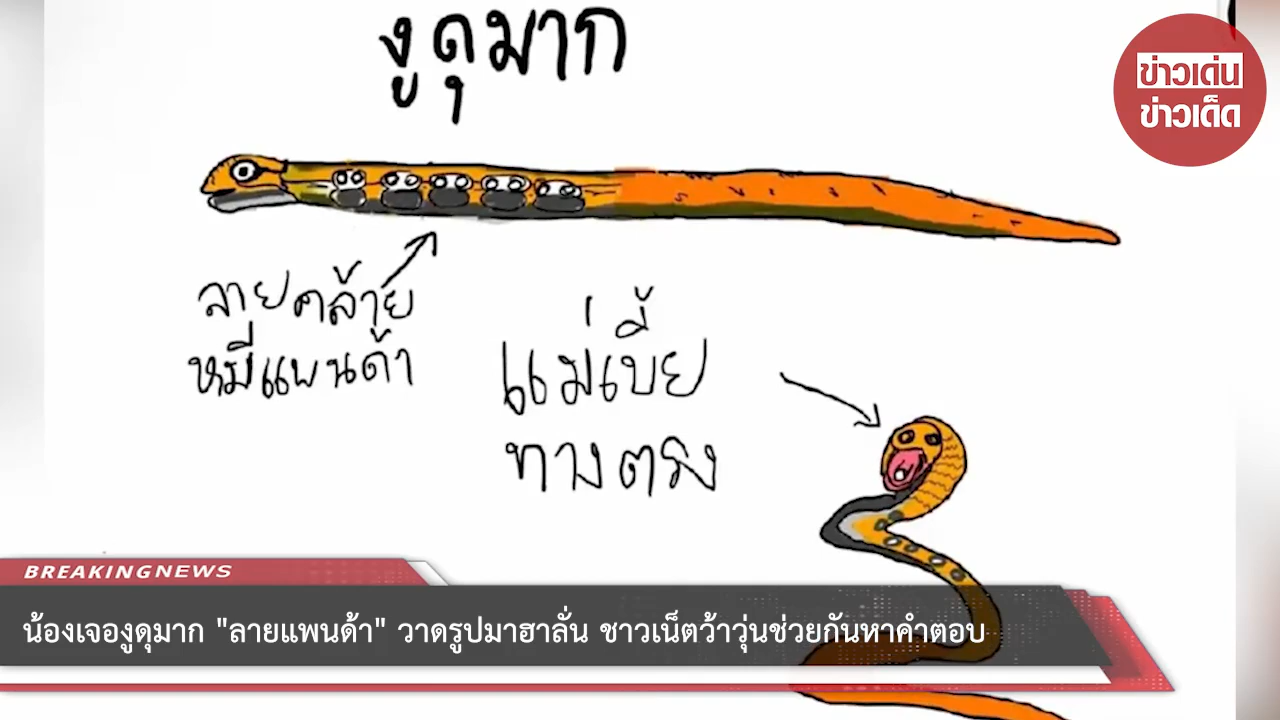 งูดุมาก
ข่าวเด่น
ข่าวเด็ด
ลายคล้าย
หมีแพนด้า
แม่เบี้ย
ทางตรง
BREAKINGNEWS
น้องเจองูดุมาก "ลายแพนด้า" วาดรูปมาฮาลั่น ชาวเน็ตว้าวุ่นช่วยกันหาคำตอบ